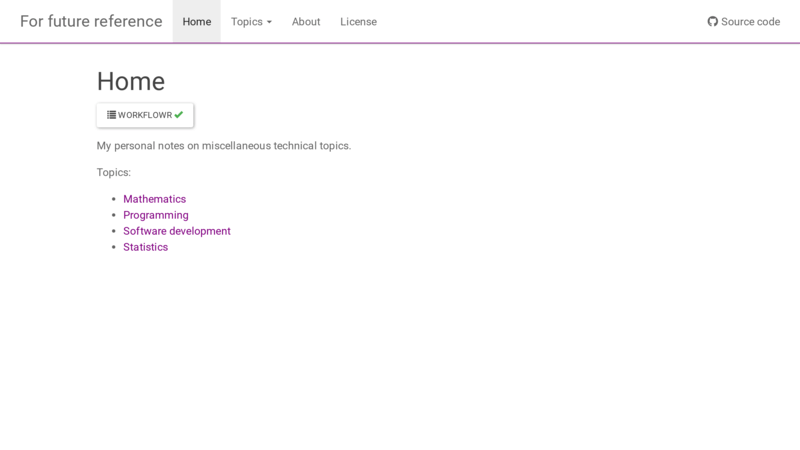 For future reference
Home
Topics
About
License
Source code
Home
WORKFLOWR
My personal notes on miscellaneous technical topics.
Topics:
Mathematics
Programming
Software development
Statistics